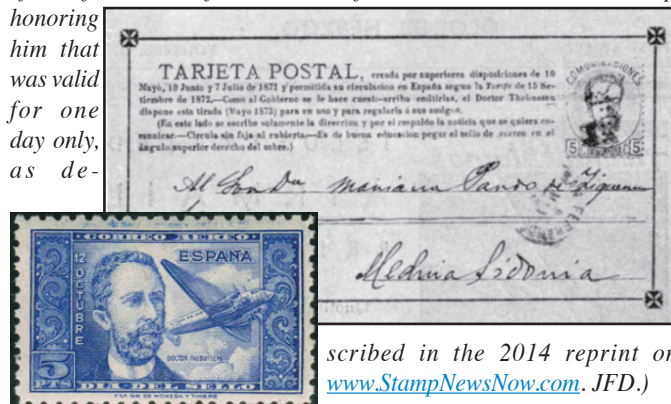 honoring
him that
was valid
for one
day only,
as de-
TARJETA POSTAL, creada por superiores disposiciones de 10
Mayo, 10 Junio y 7 Julio de 1871 y permitida su circulacion en España segun la Tarifa de 15 Se-
tiembre de 1872.—Como al Gobierno se le hace cuesta-arriba emitirlas, el Doctor Thebussen
dispone esta tirada (Mayo 1873) para su uso y para regalarla á sus amigos.
(En este lado se escribe solamente la direccion y por el respaldo la noticia que se quiera co-
municar.—Circula sin faja ni cubierta.—Es de buena educacion pegar el sello de correo en el
ángulo superior derecho del sobre.)
COMUNICACIONES
5 5
Al Son Dn Mariano Pardo de
Medina Sidonia
CORREO AEREO
ESPAÑA
12
OCTUBRE
DOCTOR THEBUSSEM
5
PTS
DIA DEL SELLO
scribed in the 2014 reprint on
www.StampNewsNow.com. JFD.)